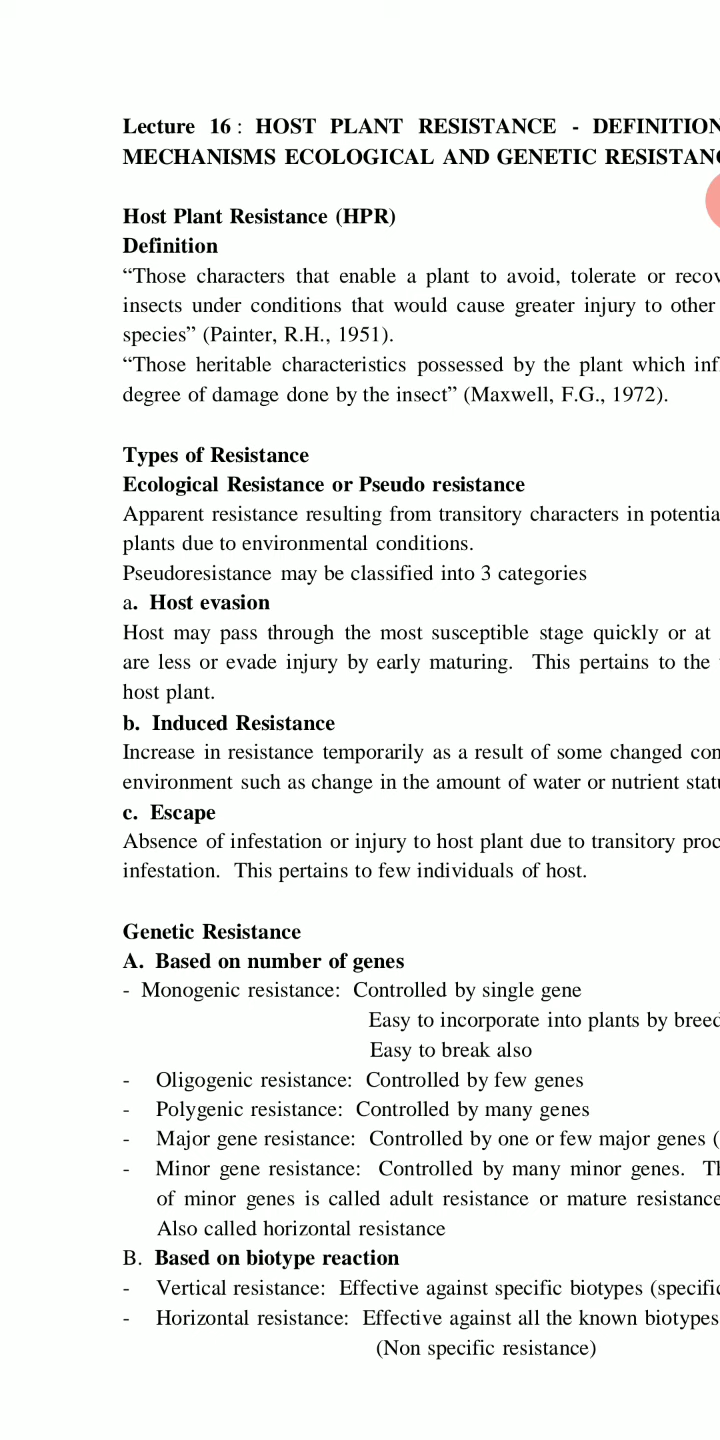 Lecture 16 : HOST PLANT RESISTANCE - DEFINITION
MECHANISMS ECOLOGICAL AND GENETIC RESISTANC
Host Plant Resistance (HPR)
Definition
“Those characters that enable a plant to avoid, tolerate or recov
insects under conditions that would cause greater injury to other
species” (Painter, R.H., 1951).
“Those heritable characteristics possessed by the plant which inf
degree of damage done by the insect” (Maxwell, F.G., 1972).
Types of Resistance
Ecological Resistance or Pseudo resistance
Apparent resistance resulting from transitory characters in potentia
plants due to environmental conditions.
Pseudoresistance may be classified into 3 categories
a. Host evasion
Host may pass through the most susceptible stage quickly or at
are less or evade injury by early maturing. This pertains to the
host plant.
b. Induced Resistance
Increase in resistance temporarily as a result of some changed con
environment such as change in the amount of water or nutrient stat
c. Escape
Absence of infestation or injury to host plant due to transitory proc
infestation. This pertains to few individuals of host.
Genetic Resistance
A. Based on number of genes
- Monogenic resistance: Controlled by single gene
Easy to incorporate into plants by breed
Easy to break also
- Oligogenic resistance: Controlled by few genes
- Polygenic resistance: Controlled by many genes
- Major gene resistance: Controlled by one or few major genes (
- Minor gene resistance: Controlled by many minor genes. Th
of minor genes is called adult resistance or mature resistance
Also called horizontal resistance
B. Based on biotype reaction
- Vertical resistance: Effective against specific biotypes (specific
- Horizontal resistance: Effective against all the known biotypes
(Non specific resistance)